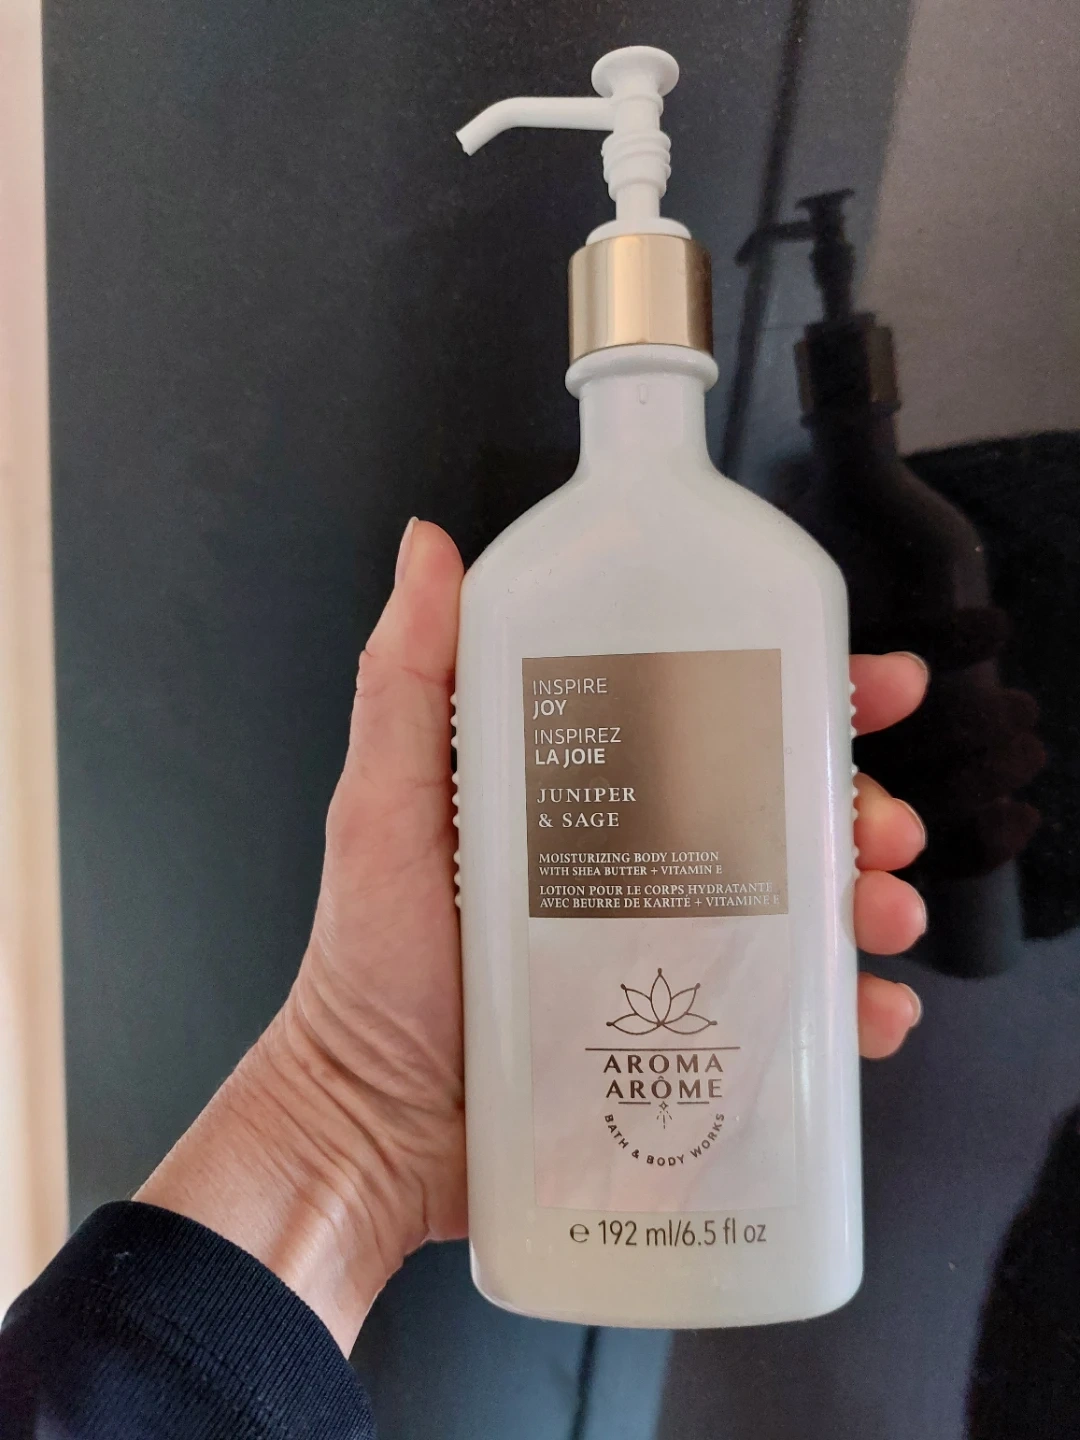 INSPIRE
JOY
INSPIREZ
LA JOIE
JUNIPER
& SAGE
MOISTURIZING BODY LOTION
WITH SHEA BUTTER + VITAMIN E
LOTION POUR LE CORPS HYDRATANTE
AVEC BEURRE DE KARITÉ + VITAMINE E
AROMA
ARÔME
BATH & BODY WORKS
℮ 192 ml/6.5 fl oz